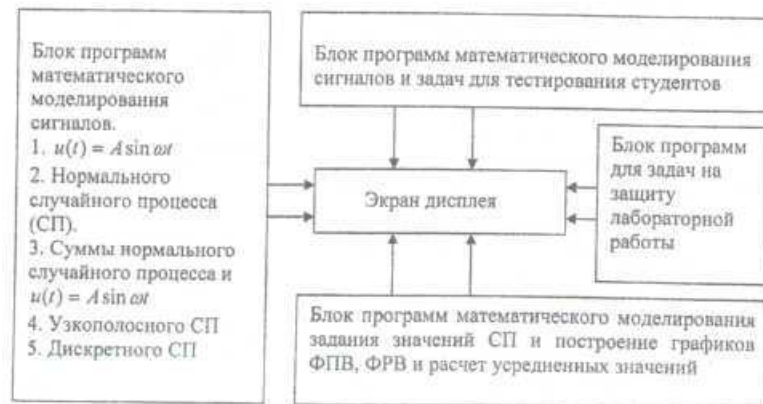 Блок программ
математического
моделирования
сигналов.
1. u(t) = A sin ωt
2. Нормального
случайного процесса
(СП).
3. Суммы нормального
случайного процесса и
u(t) = A sin ωt
4. Узкополосного СП
5. Дискретного СП
Блок программ математического моделирования
сигналов и задач для тестирования студентов
Экран дисплея
Блок программ
для задач на
защиту
лабораторной
работы
Блок программ математического моделирования
задания значений СП и построение графиков
ФПВ, ФРВ и расчет усредненных значений